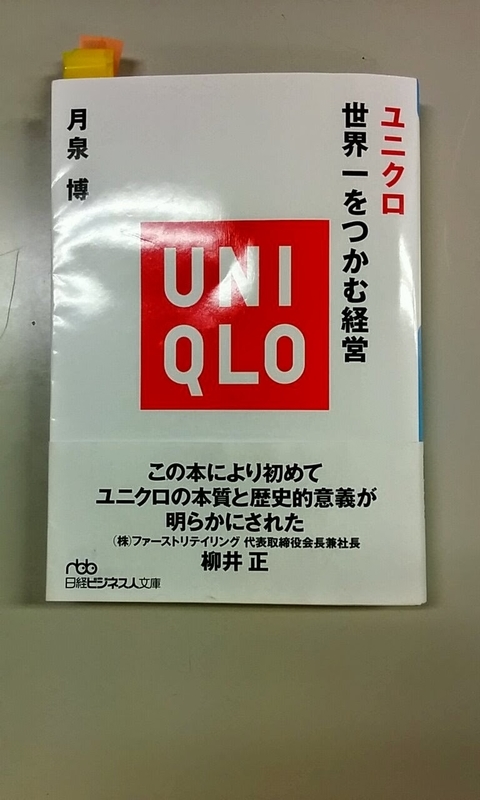 ユニクロ
世界一をつかむ経営
月泉 博
UNI
QLO
この本により初めて
ユニクロの本質と歴史的意義が
明らかにされた
(株)ファーストリテイリング 代表取締役会長兼社長
柳井 正
nbb
日経ビジネス人文庫